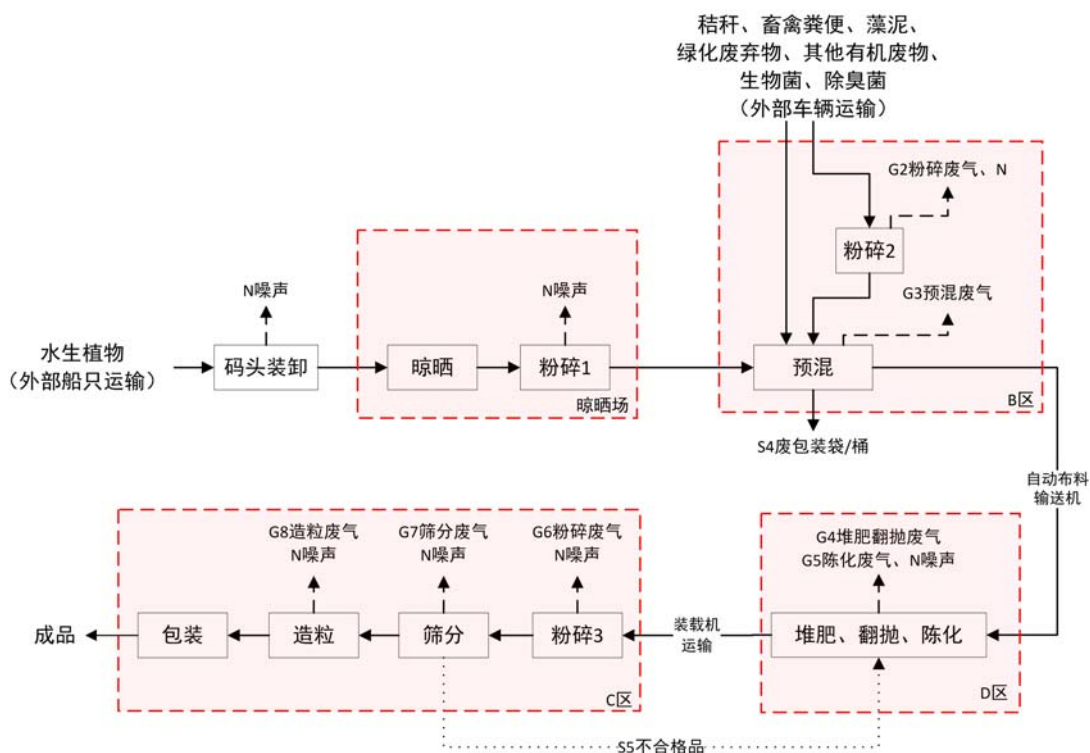 秸秆、畜禽粪便、藻泥、
绿化废弃物、其他有机废物、
生物菌、除臭菌
（外部车辆运输）
G2粉碎废气、N
粉碎2
G3预混废气
N噪声
N噪声
水生植物
（外部船只运输）
码头装卸
晾晒
粉碎1
预混
晾晒场
B区
S4废包装袋/桶
自动布料
输送机
G8造粒废气
N噪声
G7筛分废气
N噪声
G6粉碎废气
N噪声
G4堆肥翻抛废气
G5陈化废气、N噪声
成品
包装
造粒
筛分
粉碎3
装载机
运输
堆肥、翻抛、陈化
C区
D区
S5不合格品